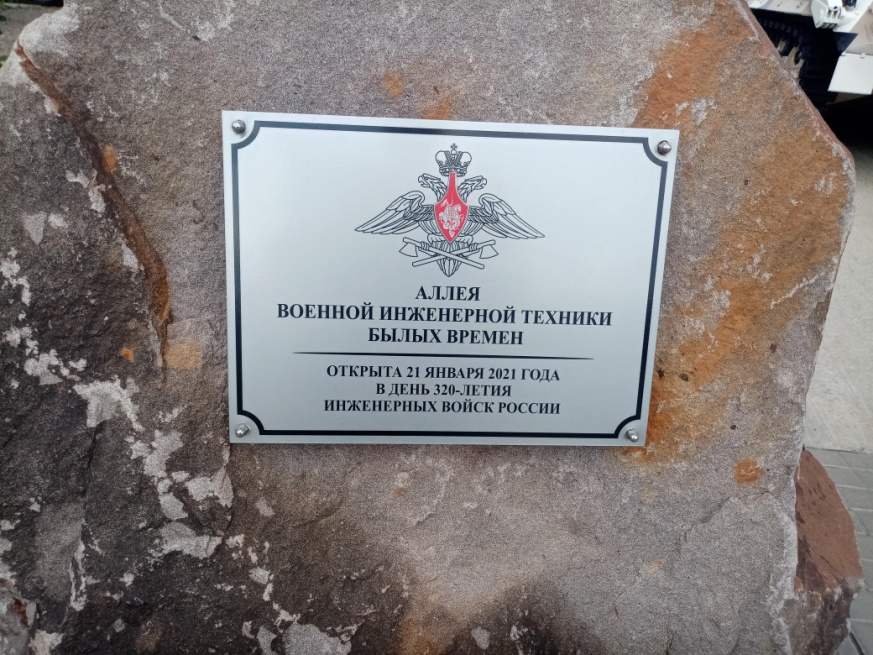 АЛЛЕЯ
ВОЕННОЙ ИНЖЕНЕРНОЙ ТЕХНИКИ
БЫЛЫХ ВРЕМЕН
ОТКРЫТА 21 ЯНВАРЯ 2021 ГОДА
В ДЕНЬ 320-ЛЕТИЯ
ИНЖЕНЕРНЫХ ВОЙСК РОССИИ